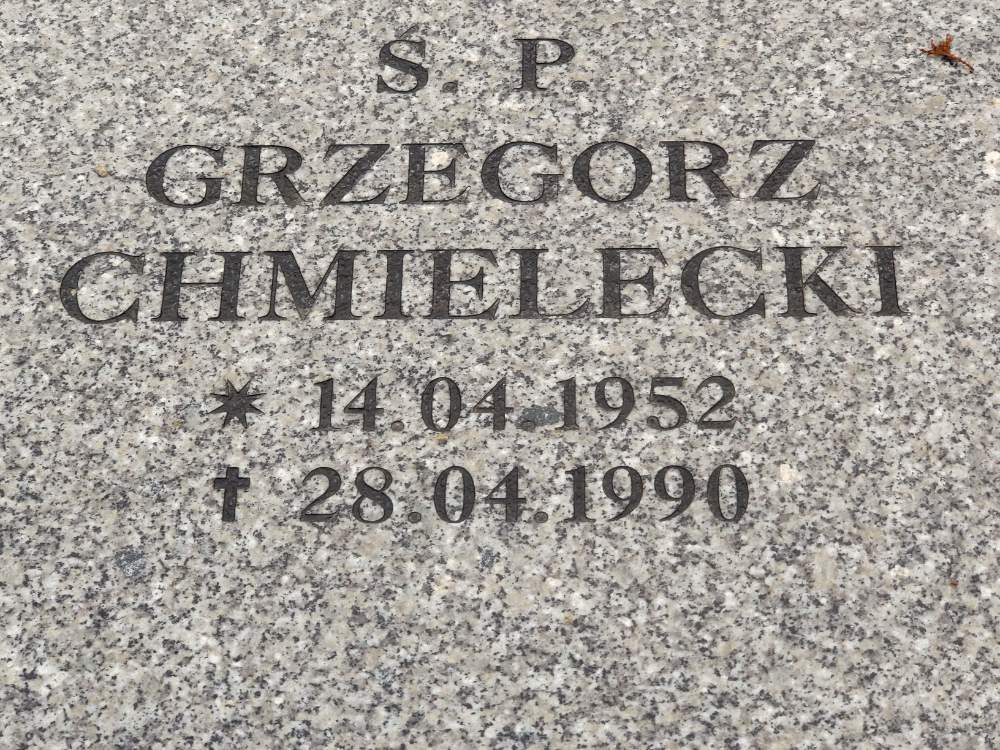 Ś. P.
GRZEGORZ
CHMIELECKI
✴ 14.04.1952
✝ 28.04.1990